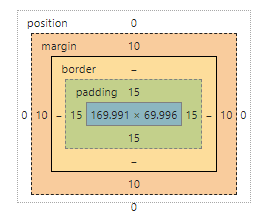 position 0
margin 10
border –
padding 15
0 10 – 15 169.991 × 69.996 15 – 10 0
15
–
10
0